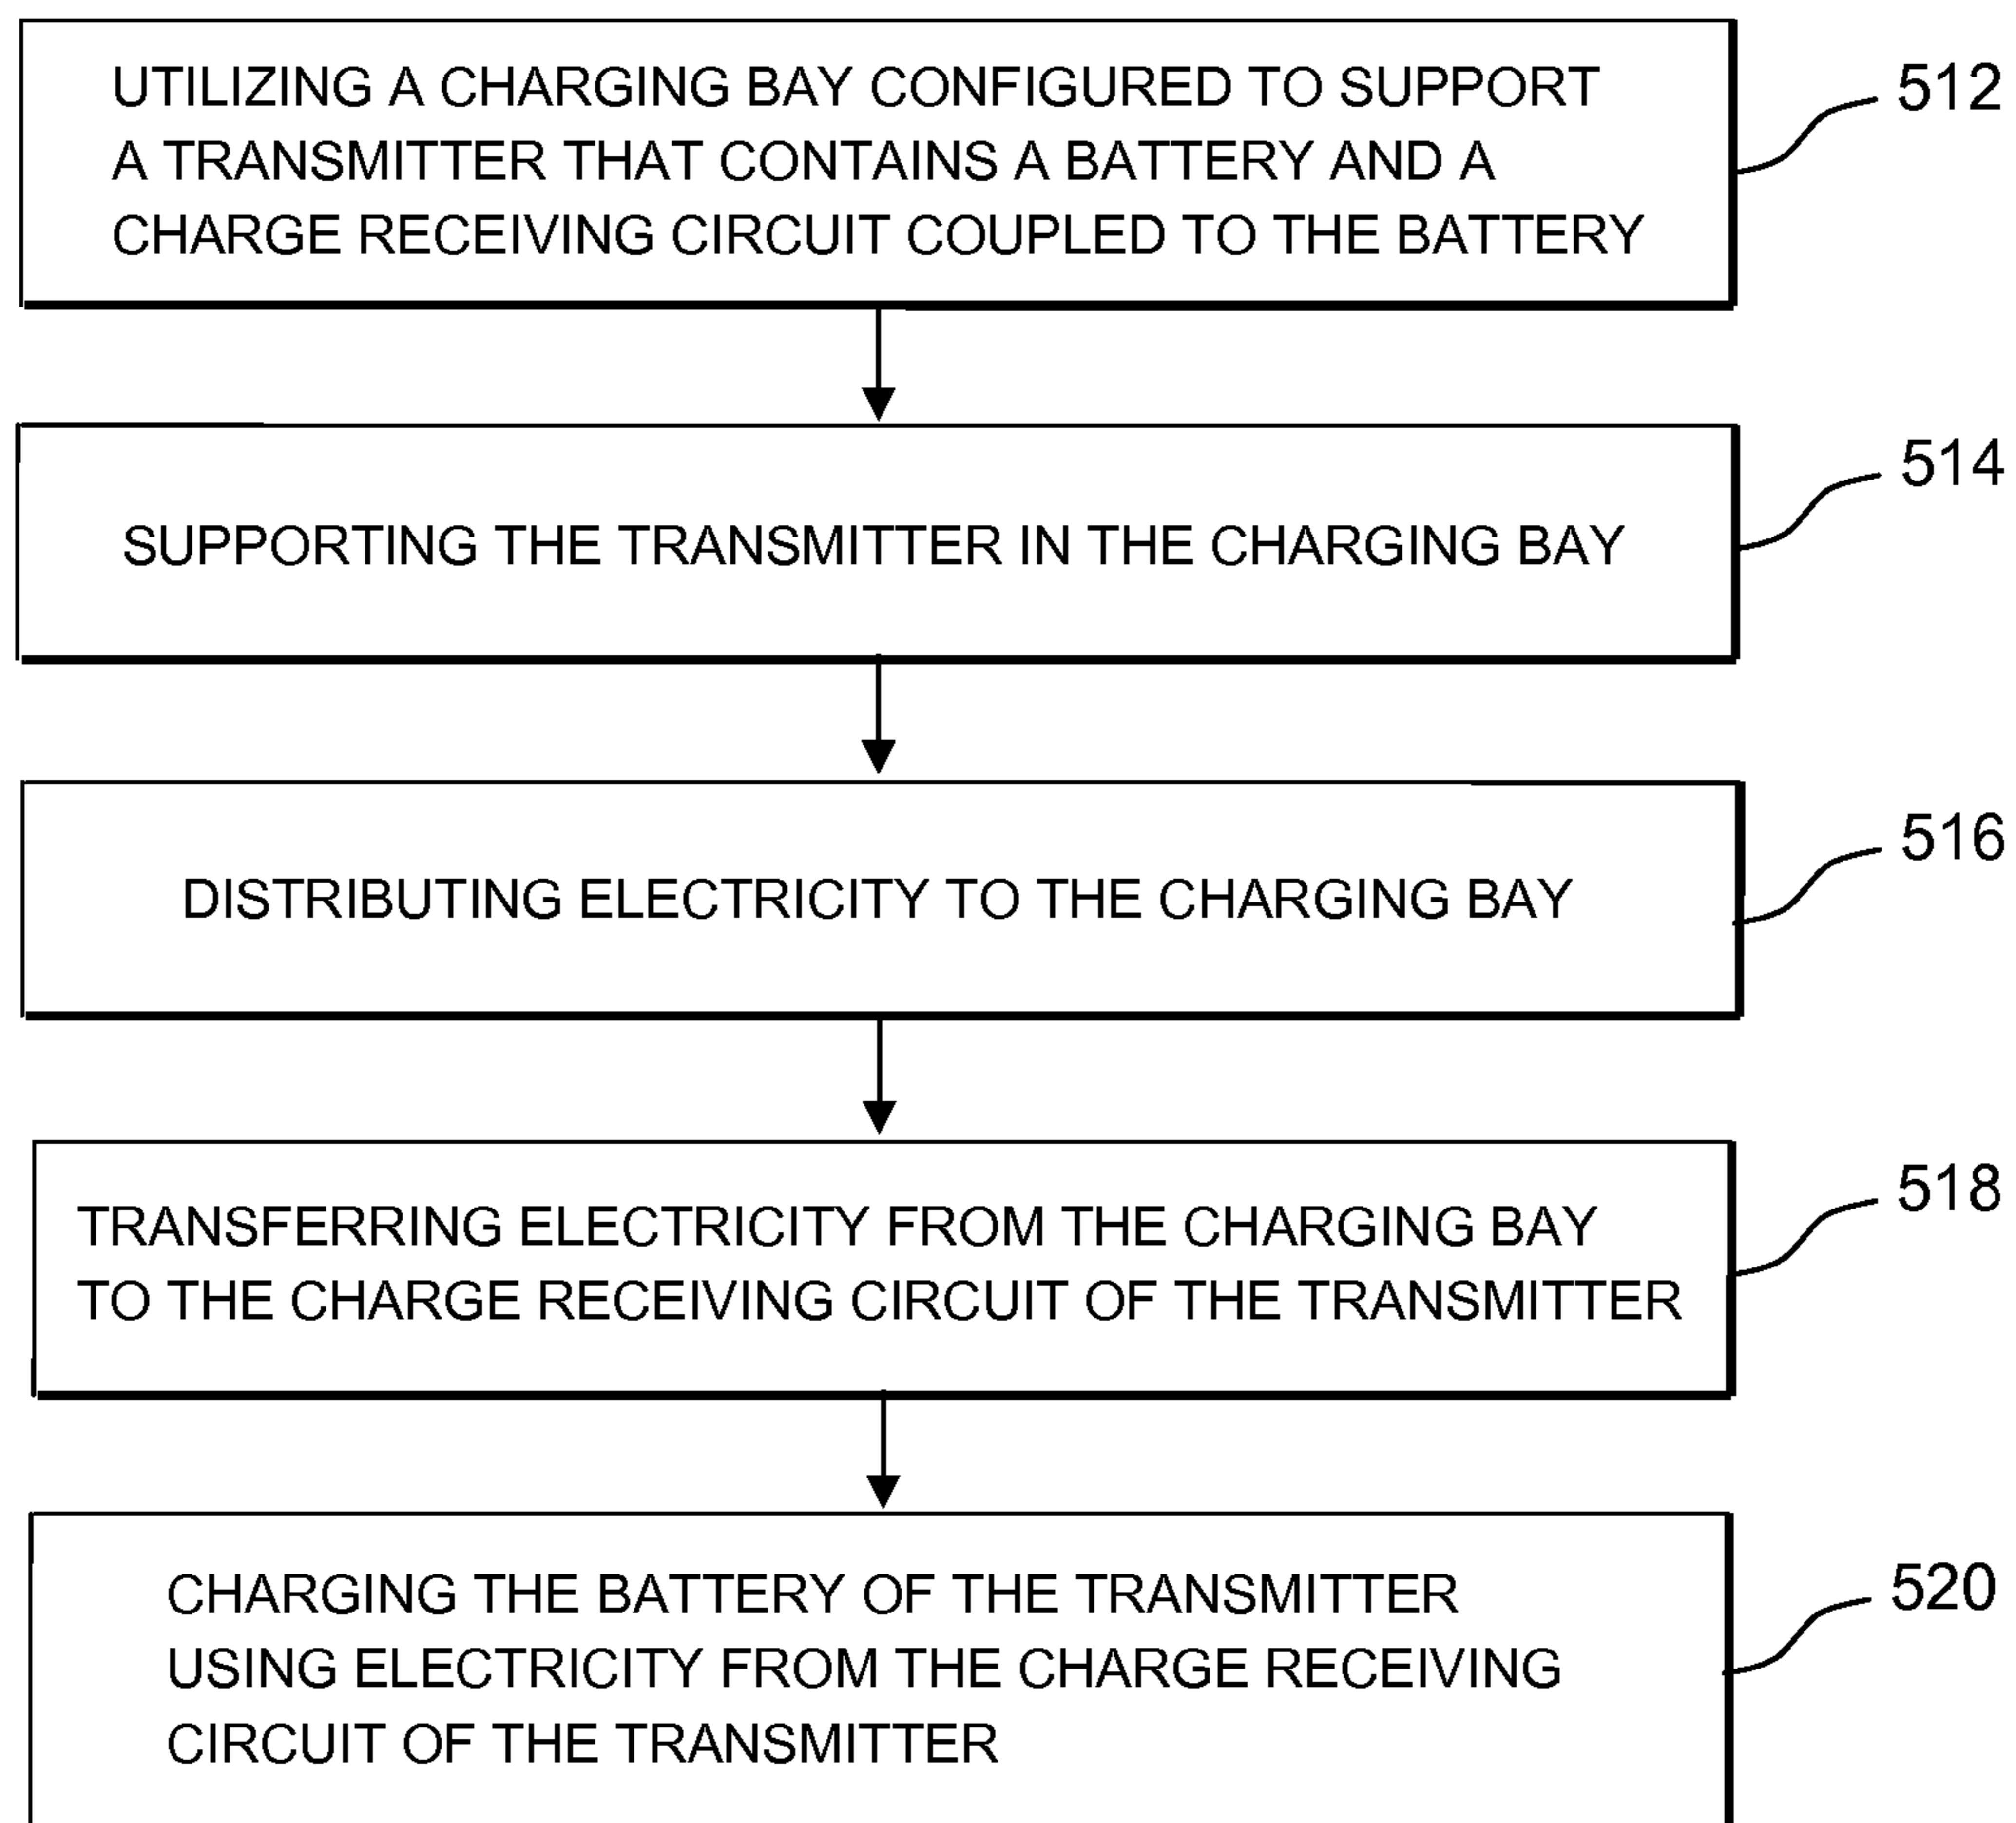 UTILIZING A CHARGING BAY CONFIGURED TO SUPPORT
A TRANSMITTER THAT CONTAINS A BATTERY AND A
CHARGE RECEIVING CIRCUIT COUPLED TO THE BATTERY
512
SUPPORTING THE TRANSMITTER IN THE CHARGING BAY
514
DISTRIBUTING ELECTRICITY TO THE CHARGING BAY
516
TRANSFERRING ELECTRICITY FROM THE CHARGING BAY
TO THE CHARGE RECEIVING CIRCUIT OF THE TRANSMITTER
518
CHARGING THE BATTERY OF THE TRANSMITTER
USING ELECTRICITY FROM THE CHARGE RECEIVING
CIRCUIT OF THE TRANSMITTER
520